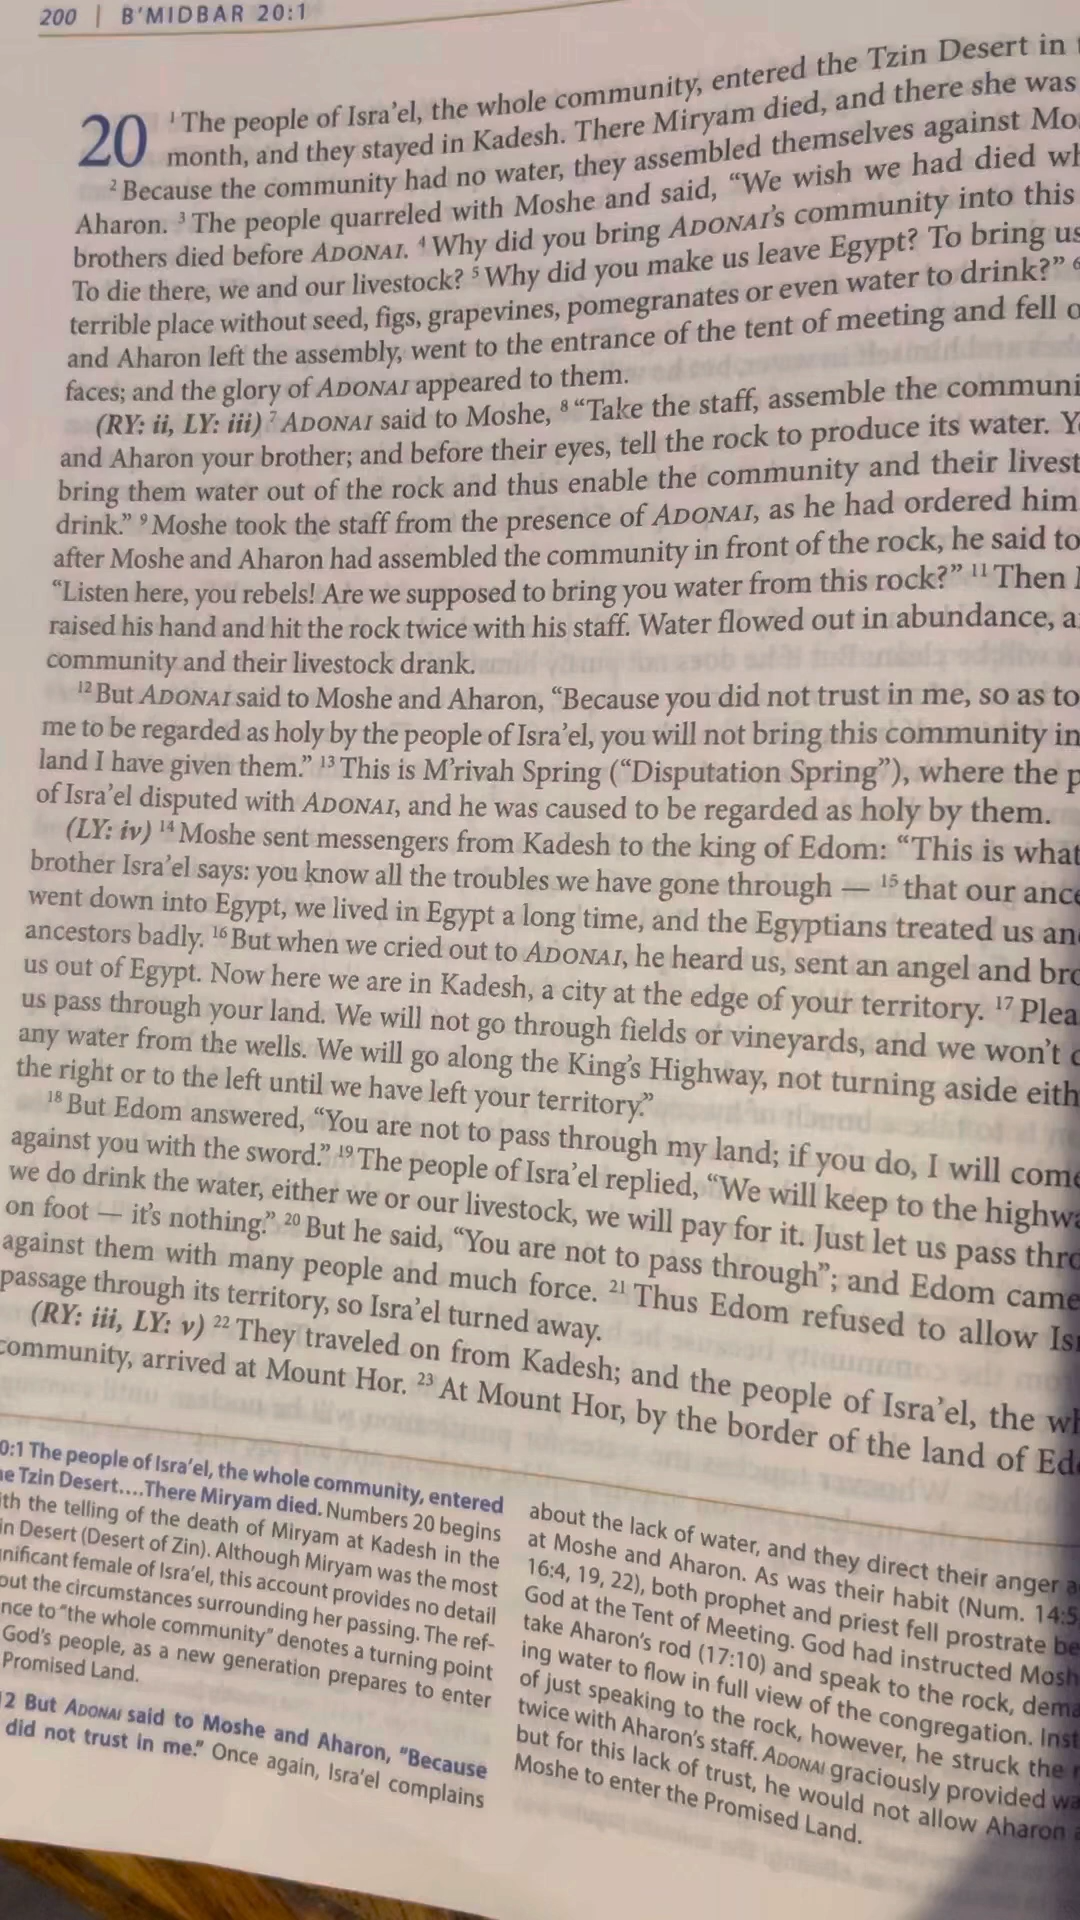 200 | B'MIDBAR 20:1
20 ¹ The people of Isra'el, the whole community, entered the Tzin Desert in
month, and they stayed in Kadesh. There Miryam died, and there she was
² Because the community had no water, they assembled themselves against Mo
Aharon. ³ The people quarreled with Moshe and said, “We wish we had died wh
brothers died before ADONAI. ⁴ Why did you bring ADONAI's community into this
To die there, we and our livestock? ⁵ Why did you make us leave Egypt? To bring us
terrible place without seed, figs, grapevines, pomegranates or even water to drink?” ⁶
and Aharon left the assembly, went to the entrance of the tent of meeting and fell o
faces; and the glory of ADONAI appeared to them.
(RY: ii, LY: iii) ⁷ ADONAI said to Moshe, ⁸ “Take the staff, assemble the communi
and Aharon your brother; and before their eyes, tell the rock to produce its water. Y
bring them water out of the rock and thus enable the community and their livest
drink.” ⁹ Moshe took the staff from the presence of ADONAI, as he had ordered him
after Moshe and Aharon had assembled the community in front of the rock, he said to
“Listen here, you rebels! Are we supposed to bring you water from this rock?” ¹¹ Then
raised his hand and hit the rock twice with his staff. Water flowed out in abundance, a
community and their livestock drank.
¹² But ADONAI said to Moshe and Aharon, “Because you did not trust in me, so as to
me to be regarded as holy by the people of Isra'el, you will not bring this community in
land I have given them.” ¹³ This is M'rivah Spring (“Disputation Spring”), where the p
of Isra'el disputed with ADONAI, and he was caused to be regarded as holy by them.
(LY: iv) ¹⁴ Moshe sent messengers from Kadesh to the king of Edom: “This is what
brother Isra'el says: you know all the troubles we have gone through — ¹⁵ that our ance
went down into Egypt, we lived in Egypt a long time, and the Egyptians treated us an
ancestors badly. ¹⁶ But when we cried out to ADONAI, he heard us, sent an angel and bro
us out of Egypt. Now here we are in Kadesh, a city at the edge of your territory. ¹⁷ Plea
us pass through your land. We will not go through fields or vineyards, and we won't d
any water from the wells. We will go along the King's Highway, not turning aside eith
the right or to the left until we have left your territory.”
¹⁸ But Edom answered, “You are not to pass through my land; if you do, I will come
against you with the sword.” ¹⁹ The people of Isra'el replied, “We will keep to the highwa
we do drink the water, either we or our livestock, we will pay for it. Just let us pass thro
on foot — it's nothing.” ²⁰ But he said, “You are not to pass through”; and Edom came
against them with many people and much force. ²¹ Thus Edom refused to allow Isr
passage through its territory, so Isra'el turned away.
(RY: iii, LY: v) ²² They traveled on from Kadesh; and the people of Isra'el, the wh
community, arrived at Mount Hor. ²³ At Mount Hor, by the border of the land of Ed
0:1 The people of Isra'el, the whole community, entered
he Tzin Desert....There Miryam died. Numbers 20 begins
ith the telling of the death of Miryam at Kadesh in the
in Desert (Desert of Zin). Although Miryam was the most
gnificant female of Isra'el, this account provides no detail
out the circumstances surrounding her passing. The ref-
nce to “the whole community” denotes a turning point
God's people, as a new generation prepares to enter
Promised Land.
12 But ADONAI said to Moshe and Aharon, “Because
did not trust in me.” Once again, Isra'el complains
about the lack of water, and they direct their anger a
at Moshe and Aharon. As was their habit (Num. 14:5
16:4, 19, 22), both prophet and priest fell prostrate be
God at the Tent of Meeting. God had instructed Mosh
take Aharon's rod (17:10) and speak to the rock, dema
ing water to flow in full view of the congregation. Inst
of just speaking to the rock, however, he struck the r
twice with Aharon's staff. ADONAI graciously provided wa
but for this lack of trust, he would not allow Aharon a
Moshe to enter the Promised Land.